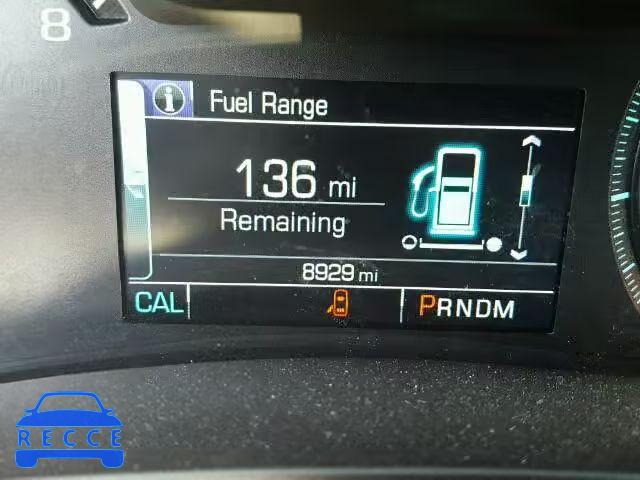 8
i Fuel Range
136 mi
Remaining
8929 mi
CAL PRNDM
RECCE